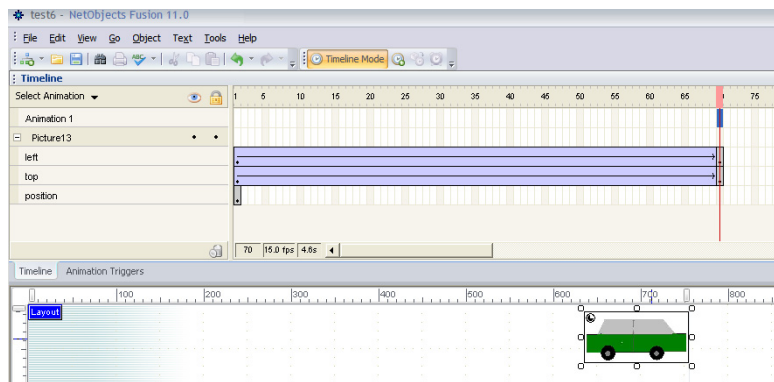 test6 - NetObjects Fusion 11.0
File Edit View Go Object Text Tools Help
ABC Timeline Mode
Timeline
Select Animation 1 5 10 15 20 25 30 35 40 45 50 55 60 65 75
Animation 1
Picture13
left
top
position
70 15.0 fps 4.6s
Timeline Animation Triggers
100 200 300 400 500 600 700 800
Layout